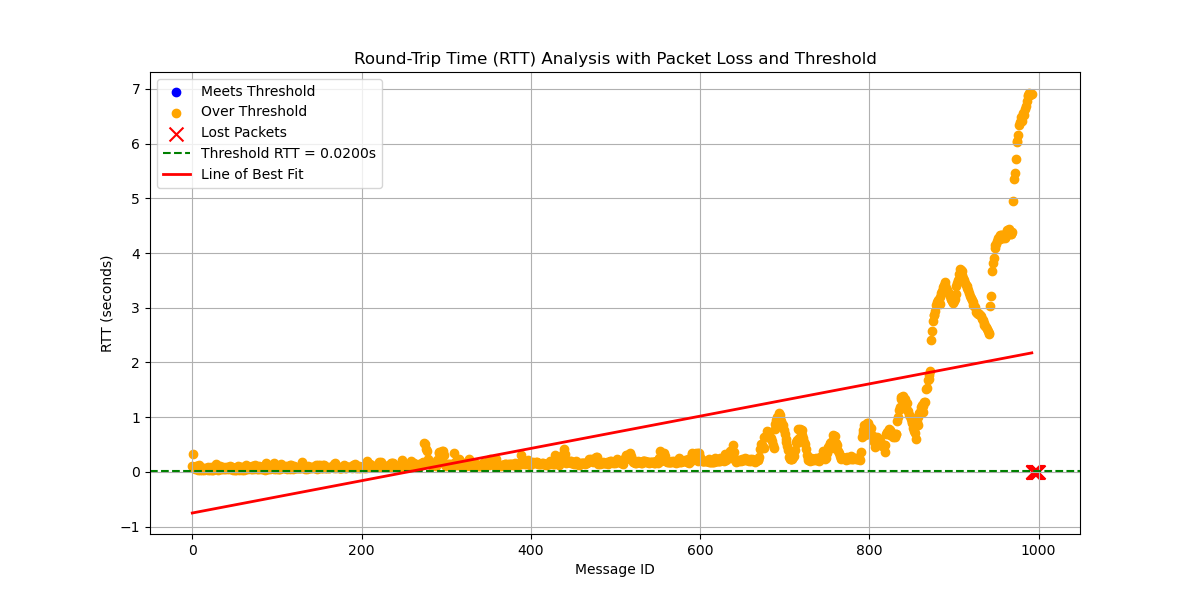 Round-Trip Time (RTT) Analysis with Packet Loss and Threshold
Meets Threshold
Over Threshold
Lost Packets
Threshold RTT = 0.0200s
Line of Best Fit
RTT (seconds)
7
6
5
4
3
2
1
0
−1
0 200 400 600 800 1000
Message ID